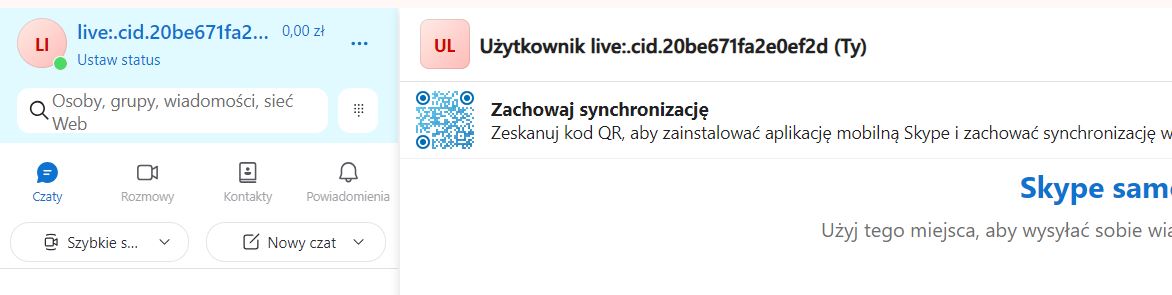 LI
live:.cid.20be671fa2...
0,00 zł
Ustaw status
Osoby, grupy, wiadomości, sieć
Web
Czaty
Rozmowy
Kontakty
Powiadomienia
Szybkie s...
Nowy czat
UL
Użytkownik live:.cid.20be671fa2e0ef2d (Ty)
Zachowaj synchronizację
Zeskanuj kod QR, aby zainstalować aplikację mobilną Skype i zachować synchronizację w
Skype sam
Użyj tego miejsca, aby wysyłać sobie wia